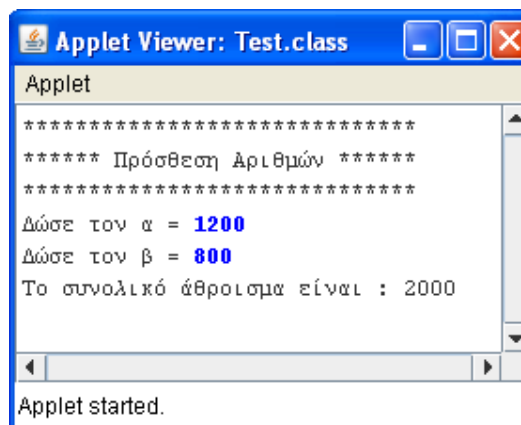 Applet Viewer: Test.class
Applet
******************************
****** Πρόσθεση Αριθμών ******
******************************
Δώσε τον α = 1200
Δώσε τον β = 800
Το συνολικό άθροισμα είναι : 2000
Applet started.